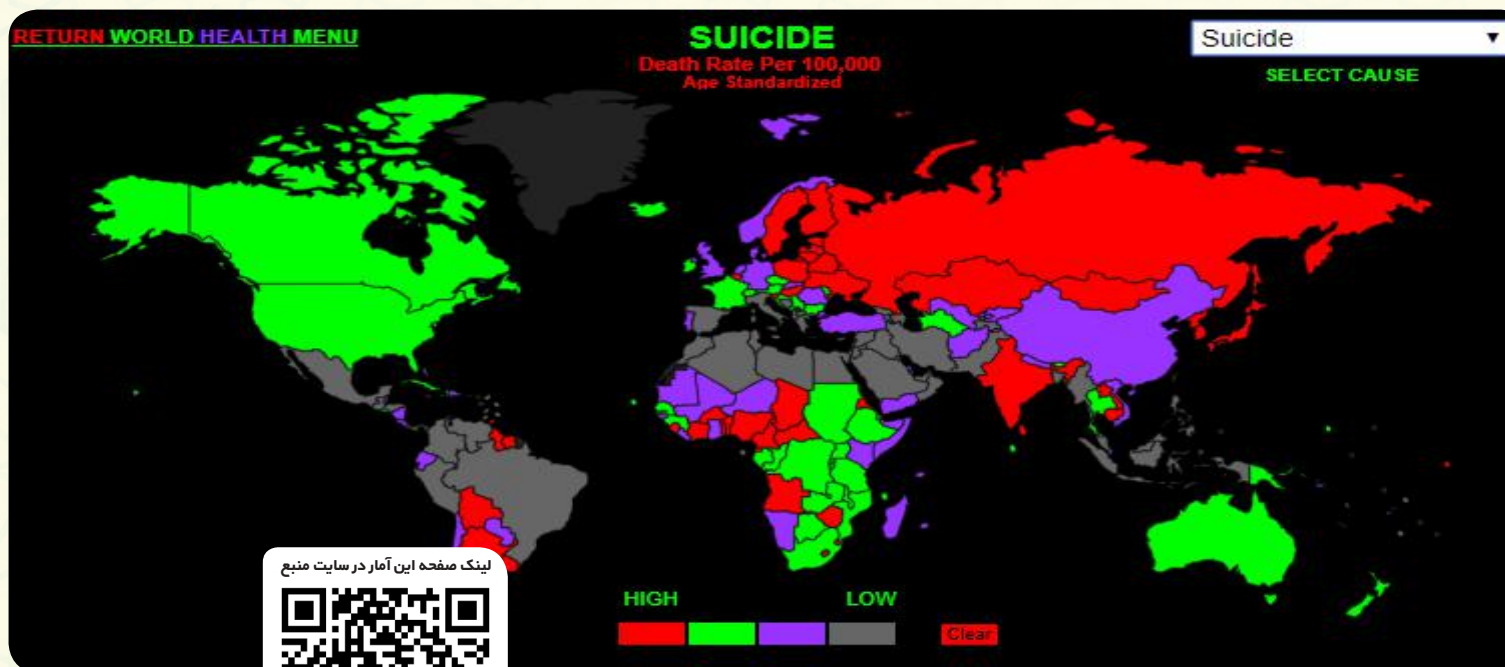 RETURN WORLD HEALTH MENU
SUICIDE
Death Rate Per 100,000
Age Standardized
Suicide
SELECT CAUSE
لینک صفحه این آمار در سایت منبع
HIGH LOW
Clear